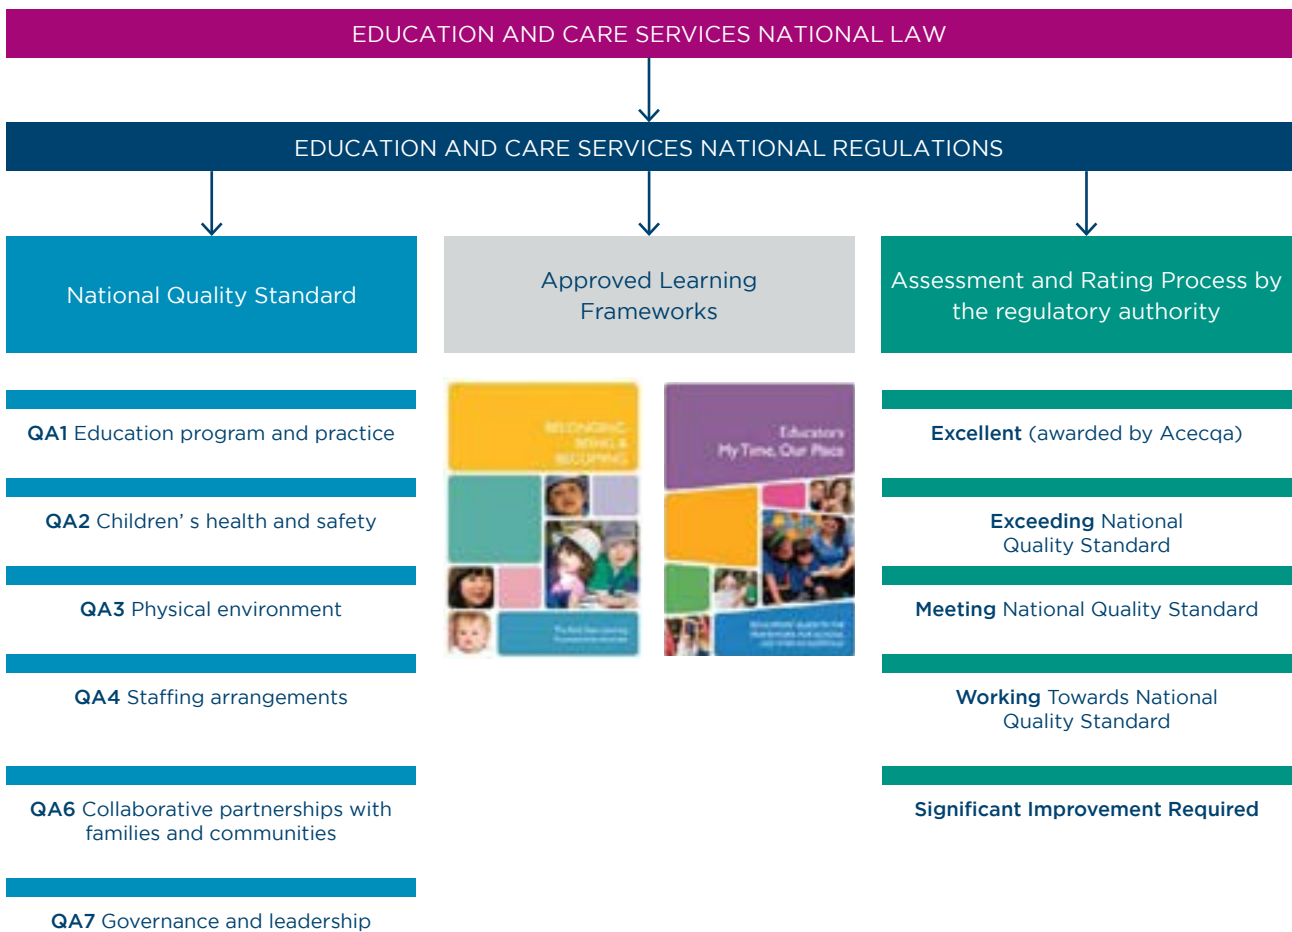 EDUCATION AND CARE SERVICES NATIONAL LAW
EDUCATION AND CARE SERVICES NATIONAL REGULATIONS
National Quality Standard
QA1 Education program and practice
QA2 Children’ s health and safety
QA3 Physical environment
QA4 Staffing arrangements
QA6 Collaborative partnerships with
families and communities
QA7 Governance and leadership
Approved Learning
Frameworks
BELONGING,
BEING &
BECOMING
Educators
My Time, Our Place
Assessment and Rating Process by
the regulatory authority
Excellent (awarded by Acecqa)
Exceeding National
Quality Standard
Meeting National Quality Standard
Working Towards National
Quality Standard
Significant Improvement Required